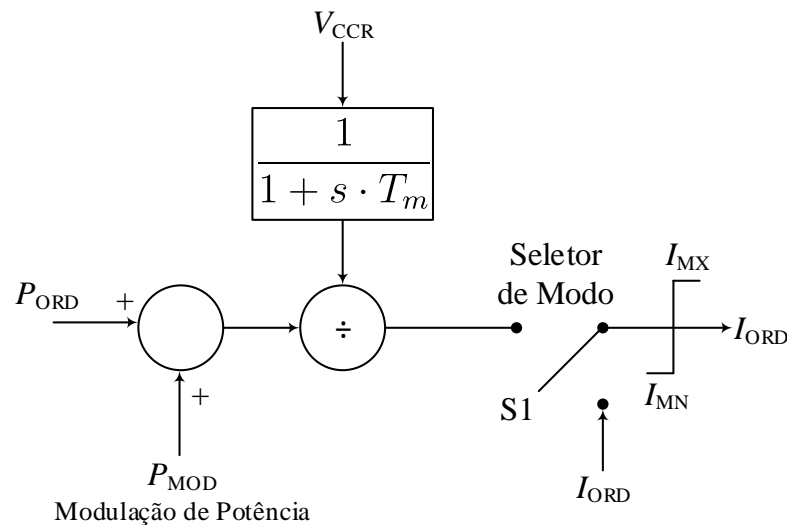 V_CCR
1
1 + s · T_m
Seletor
de Modo
I_MX
P_ORD
+
÷
I_ORD
S1
I_MN
+
P_MOD
Modulação de Potência
I_ORD